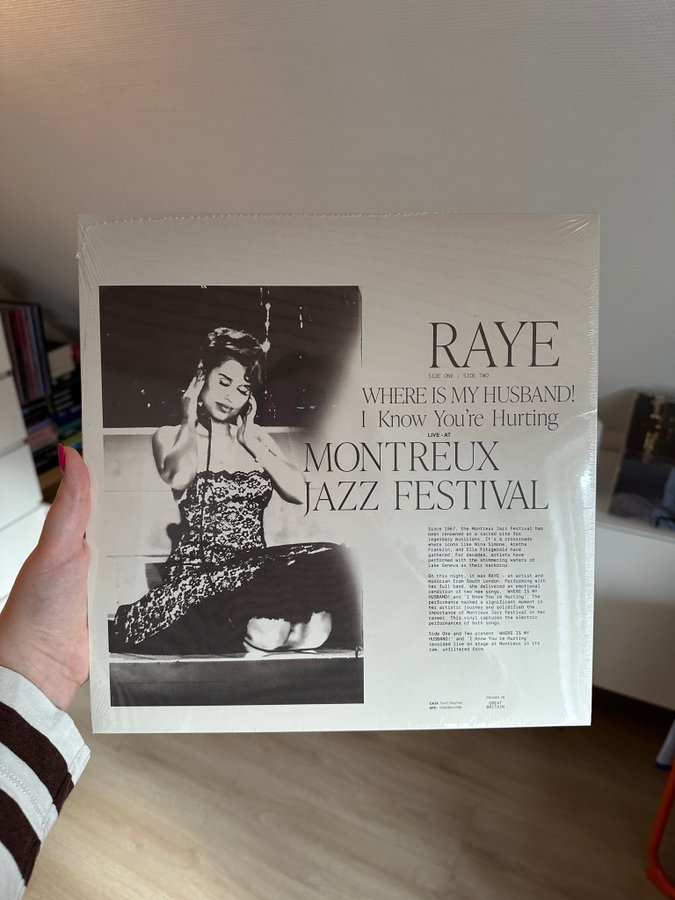 RAYE
SIDE ONE | SIDE TWO
WHERE IS MY HUSBAND!
I Know You're Hurting
LIVE - AT
MONTREUX
JAZZ FESTIVAL
Since 1967, the Montreux Jazz Festival has
been renowned as a sacred site for
legendary musicians. It's a crossroads
where icons like Nina Simone, Aretha
Franklin, and Ella Fitzgerald have
gathered. For decades, artists have
performed with the shimmering waters of
Lake Geneva as their backdrop.
On this night, it was RAYE – an artist and
musician from South London. Performing with
her full band, she delivered an emotional
rendition of two new songs, 'WHERE IS MY
HUSBAND!' and 'I Know You're Hurting'. The
performance marked a significant moment in
her artistic journey and solidified the
importance of Montreux Jazz Festival in her
career. This vinyl captures the electric
performances of both songs.
Side One and Two present 'WHERE IS MY
HUSBAND!' and 'I Know You're Hurting'
recorded live on stage at Montreux in its
raw, unfiltered form.
PRESSED IN
GREAT
BRITAIN